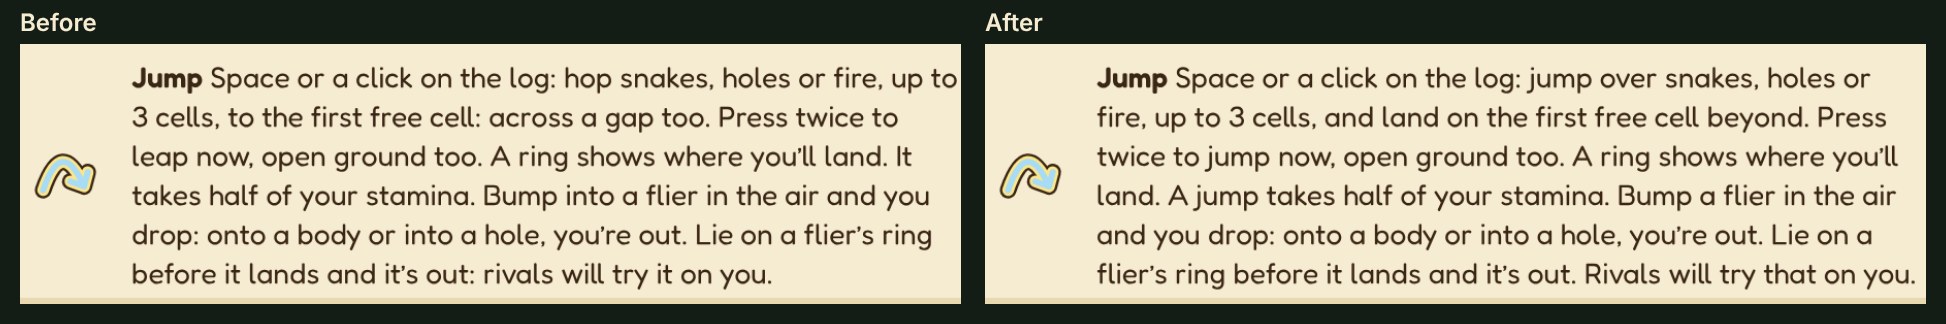 Before
Jump Space or a click on the log: hop snakes, holes or fire, up to
3 cells, to the first free cell: across a gap too. Press twice to
leap now, open ground too. A ring shows where you’ll land. It
takes half of your stamina. Bump into a flier in the air and you
drop: onto a body or into a hole, you’re out. Lie on a flier’s ring
before it lands and it’s out: rivals will try it on you.
After
Jump Space or a click on the log: jump over snakes, holes or
fire, up to 3 cells, and land on the first free cell beyond. Press
twice to jump now, open ground too. A ring shows where you’ll
land. A jump takes half of your stamina. Bump a flier in the air
and you drop: onto a body or into a hole, you’re out. Lie on a
flier’s ring before it lands and it’s out. Rivals will try that on you.